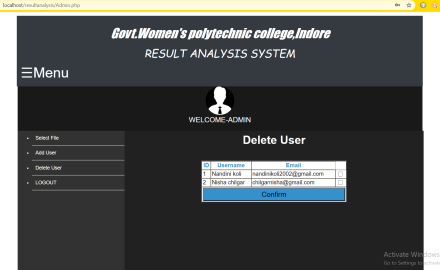 localhost/resultanalysis/Admin.php
Govt.Women's polytechnic college,Indore
RESULT ANALYSIS SYSTEM
☰Menu
WELCOME-ADMIN
Select File
Add User
Delete User
LOGOUT
Delete User
ID Username Email
1 Nandini koli nandinikoli2002@gmail.com
2 Nisha chilgar chilgarnisha@gmail.com
Confirm
Activate Windows
Go to Settings to activate